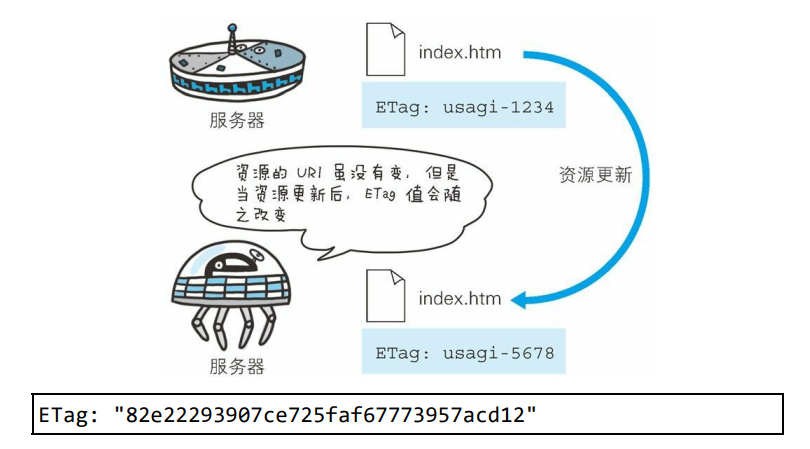 index.htm
ETag: usagi-1234
服务器
资源的 URI 虽没有变，但是
当资源更新后，ETag 值会随
之改变
资源更新
index.htm
ETag: usagi-5678
服务器
ETag: "82e22293907ce725faf67773957acd12"